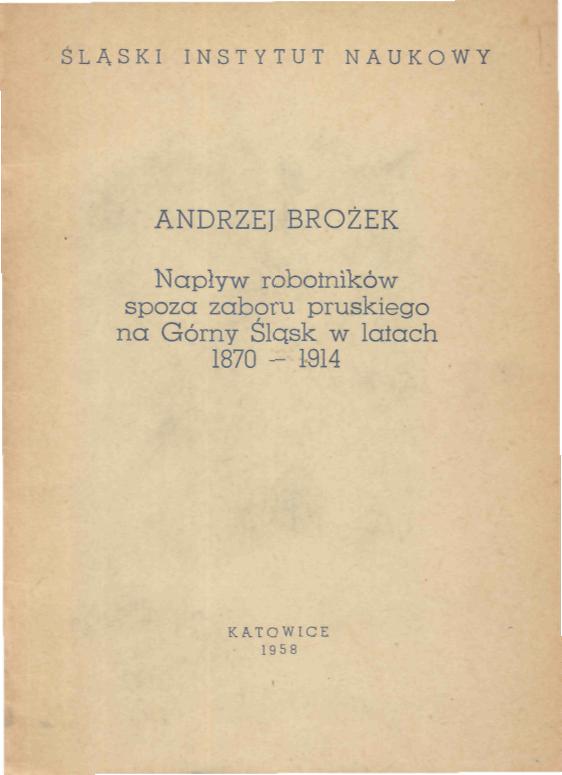 ŚLĄSKI INSTYTUT NAUKOWY
ANDRZEJ BROŻEK
Napływ robotników
spoza zaboru pruskiego
na Górny Śląsk w latach
1870 – 1914
KATOWICE
1958